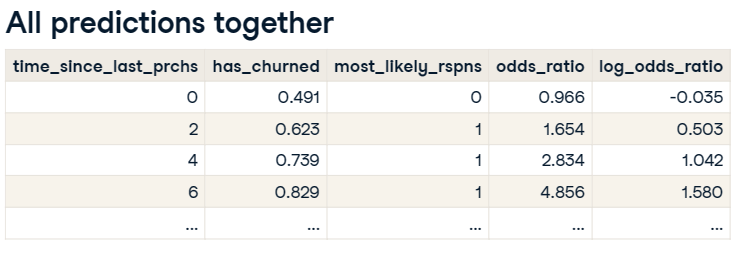 All predictions together
time_since_last_prchs has_churned most_likely_rspns odds_ratio log_odds_ratio
0 0.491 0 0.966 -0.035
2 0.623 1 1.654 0.503
4 0.739 1 2.834 1.042
6 0.829 1 4.856 1.580
... ... ... ... ...